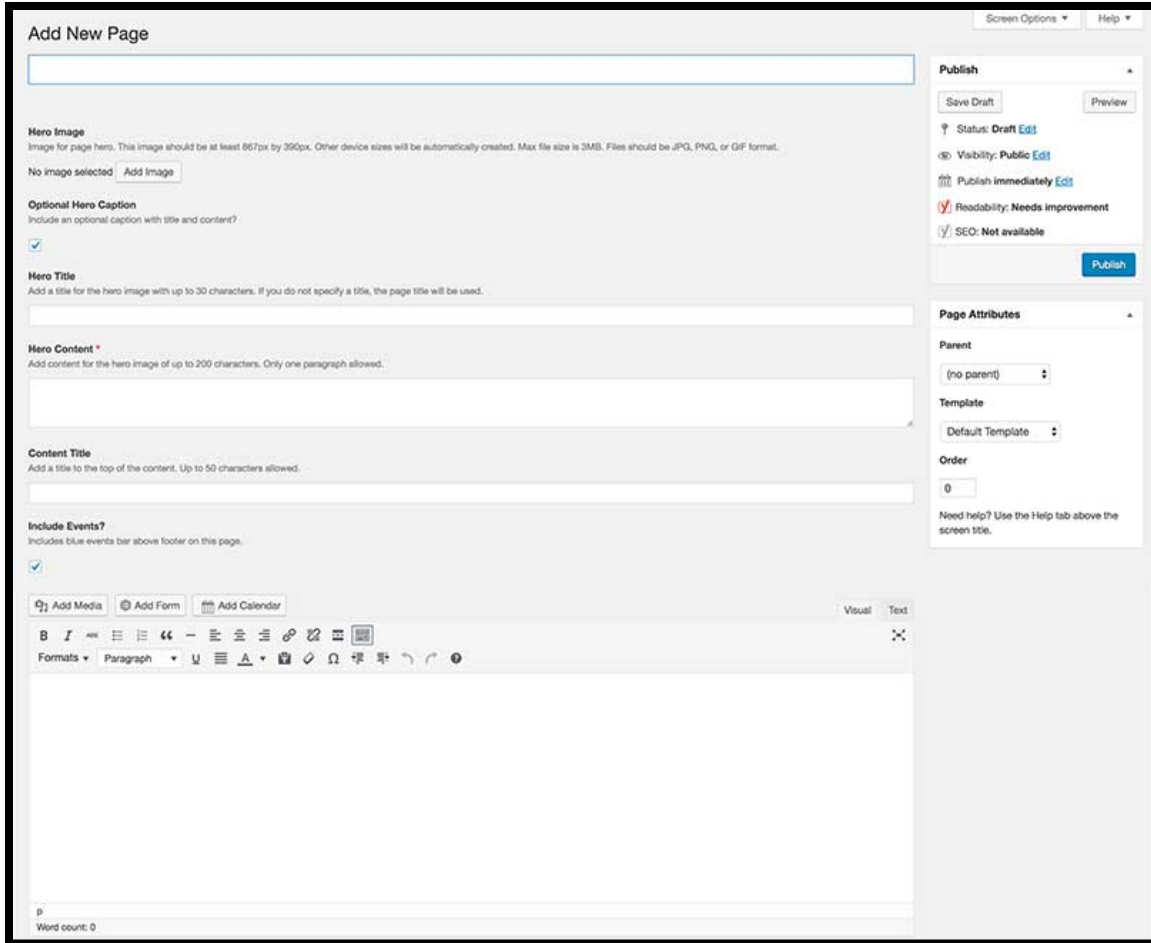 Screen Options
Help
Add New Page
Hero Image
Image for page hero. This image should be at least 867px by 390px. Other device sizes will be automatically created. Max file size is 3MB. Files should be JPG, PNG, or GIF format.
No image selected Add Image
Optional Hero Caption
Include an optional caption with title and content?
Hero Title
Add a title for the hero image with up to 30 characters. If you do not specify a title, the page title will be used.
Hero Content *
Add content for the hero image of up to 200 characters. Only one paragraph allowed.
Content Title
Add a title to the top of the content. Up to 50 characters allowed.
Include Events?
Includes blue events bar above footer on this page.
Add Media Add Form Add Calendar
Visual Text
B I ABC
Formats Paragraph U A Ω
p
Word count: 0
Publish
Save Draft Preview
Status: Draft Edit
Visibility: Public Edit
Publish immediately Edit
Readability: Needs improvement
SEO: Not available
Publish
Page Attributes
Parent
(no parent)
Template
Default Template
Order
0
Need help? Use the Help tab above the
screen title.